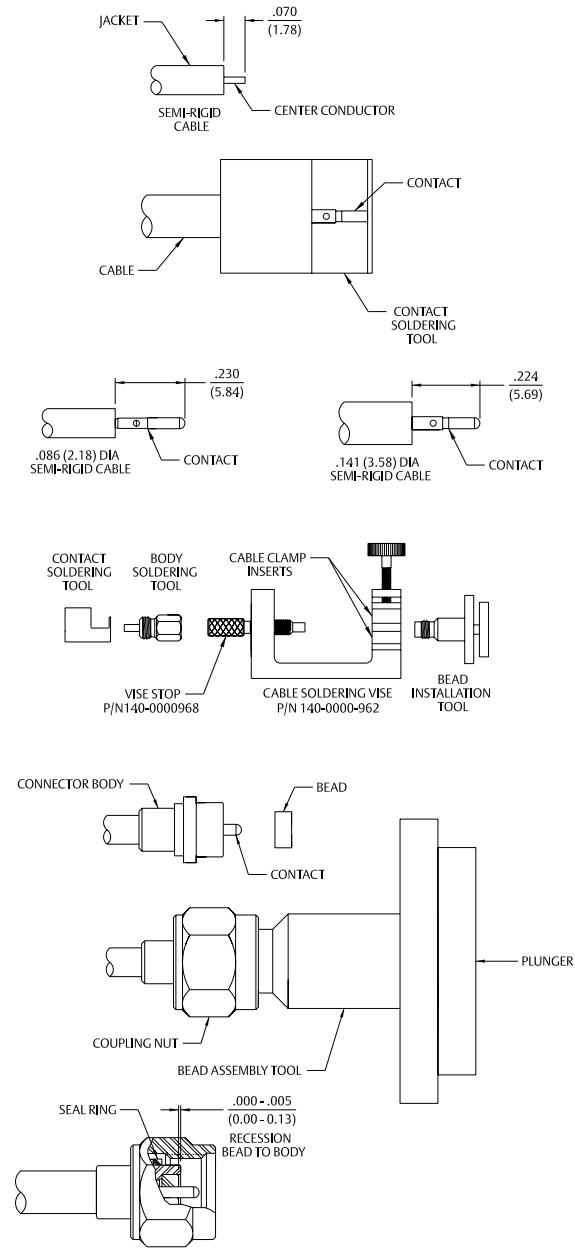 .070
(1.78)
JACKET
SEMI-RIGID
CABLE
CENTER CONDUCTOR
CONTACT
CABLE
CONTACT
SOLDERING
TOOL
.230
(5.84)
.086 (2.18) DIA
SEMI-RIGID CABLE
CONTACT
.224
(5.69)
.141 (3.58) DIA
SEMI-RIGID CABLE
CONTACT
CONTACT
SOLDERING
TOOL
BODY
SOLDERING
TOOL
CABLE CLAMP
INSERTS
VISE STOP
P/N140-0000968
CABLE SOLDERING VISE
P/N 140-0000-962
BEAD
INSTALLATION
TOOL
CONNECTOR BODY
BEAD
CONTACT
PLUNGER
COUPLING NUT
BEAD ASSEMBLY TOOL
SEAL RING
.000 - .005
(0.00 - 0.13)
RECESSION
BEAD TO BODY